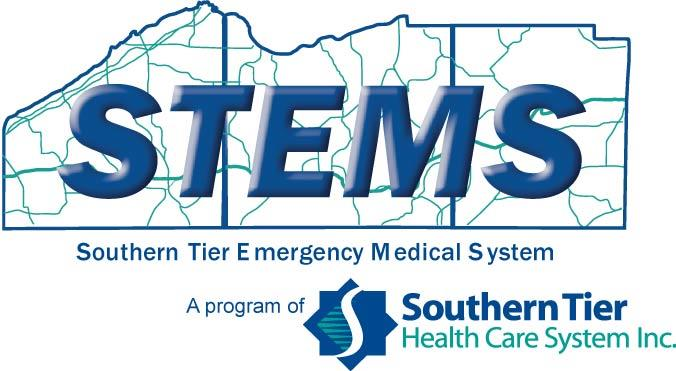 STEMS
Southern Tier Emergency Medical System
A program of
Southern Tier
Health Care System Inc.